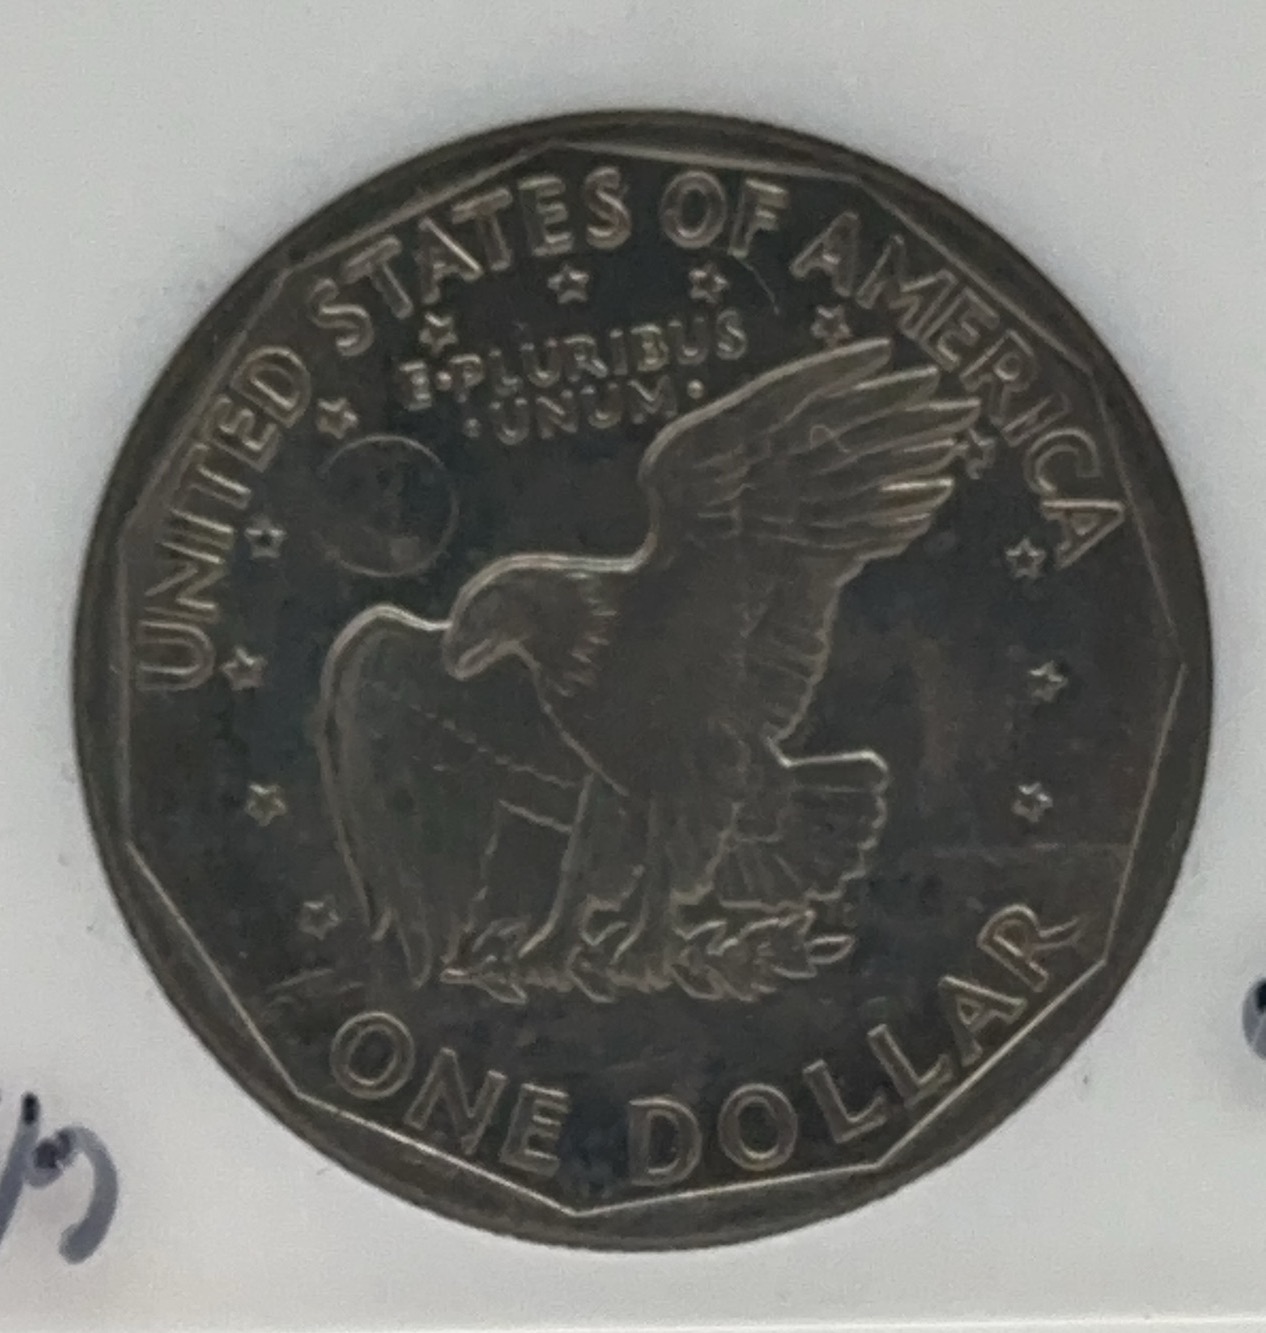 UNITED STATES OF AMERICA
E·PLURIBUS
·UNUM·
ONE DOLLAR